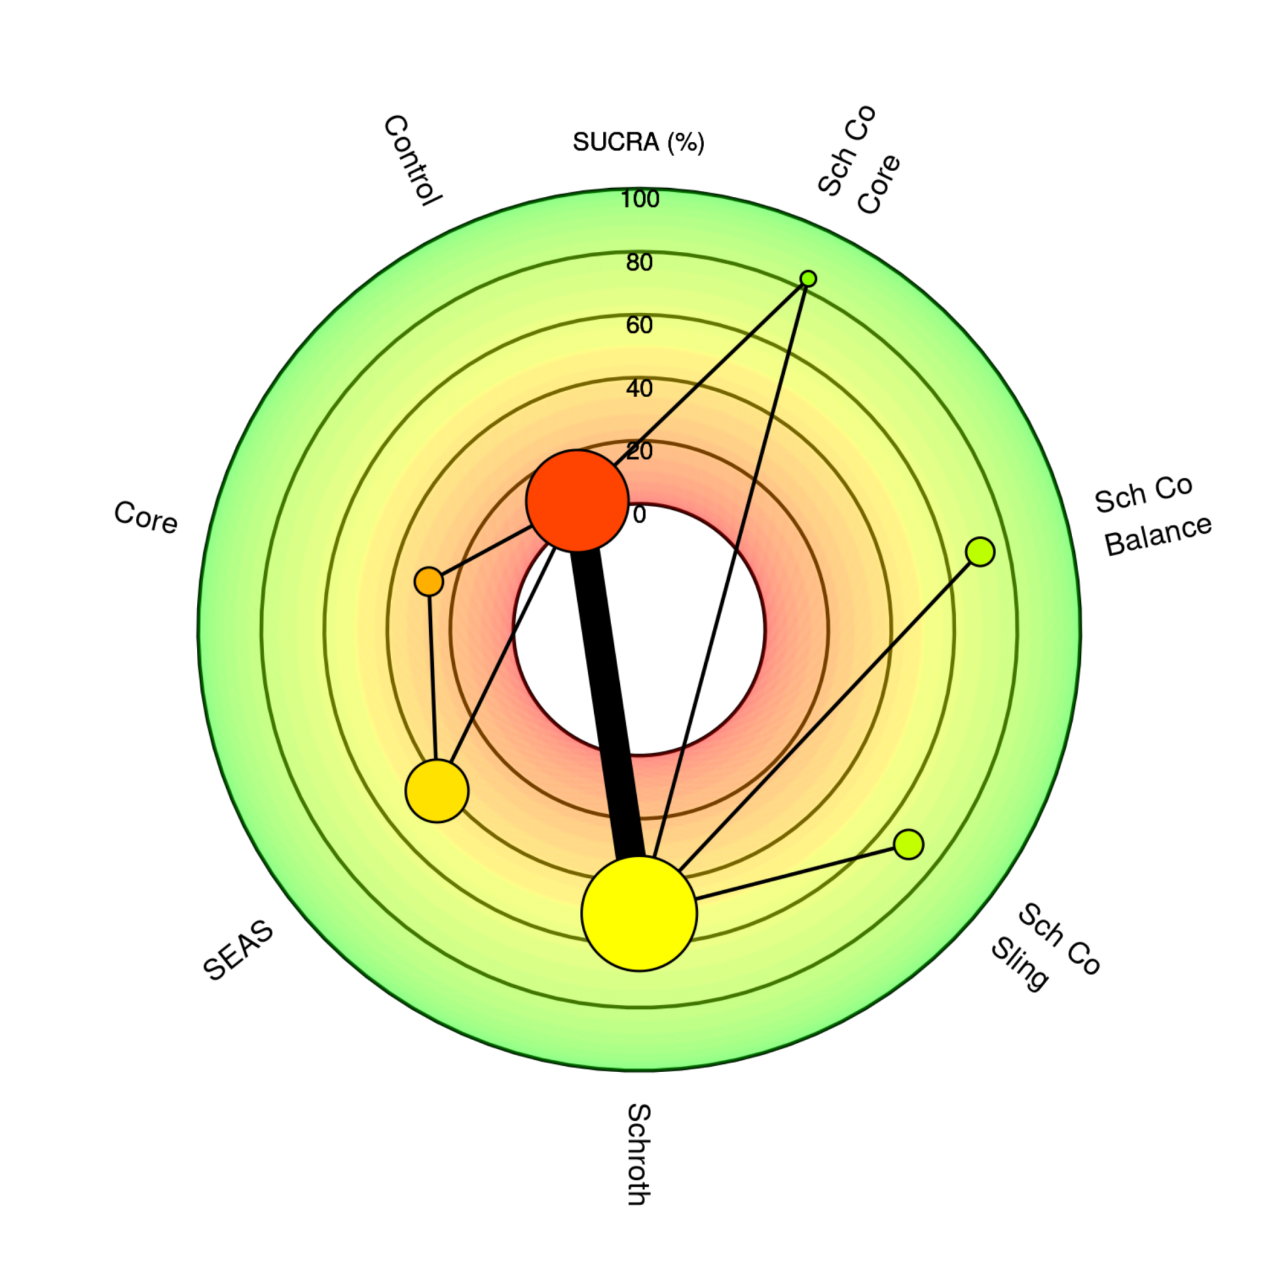 SUCRA (%)
100
80
60
40
20
0
Sch Co
Core
Sch Co
Balance
Sch Co
Sling
Schroth
SEAS
Core
Control